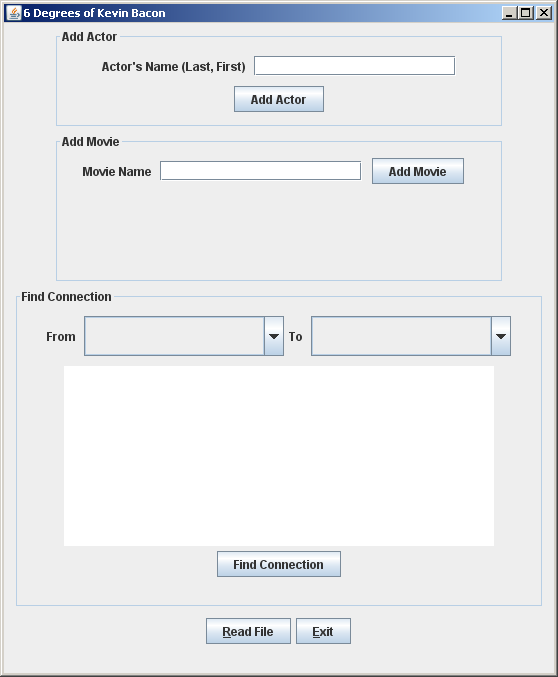 6 Degrees of Kevin Bacon
Add Actor
Actor's Name (Last, First)
Add Actor
Add Movie
Movie Name
Add Movie
Find Connection
From
To
Find Connection
Read File
Exit